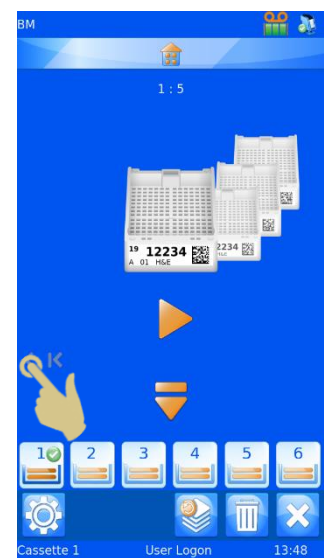 BM
1 : 5
19 12234
A 01 H&E
2234
H&E
1 2 3 4 5 6
Cassette 1 User Logon 13:48